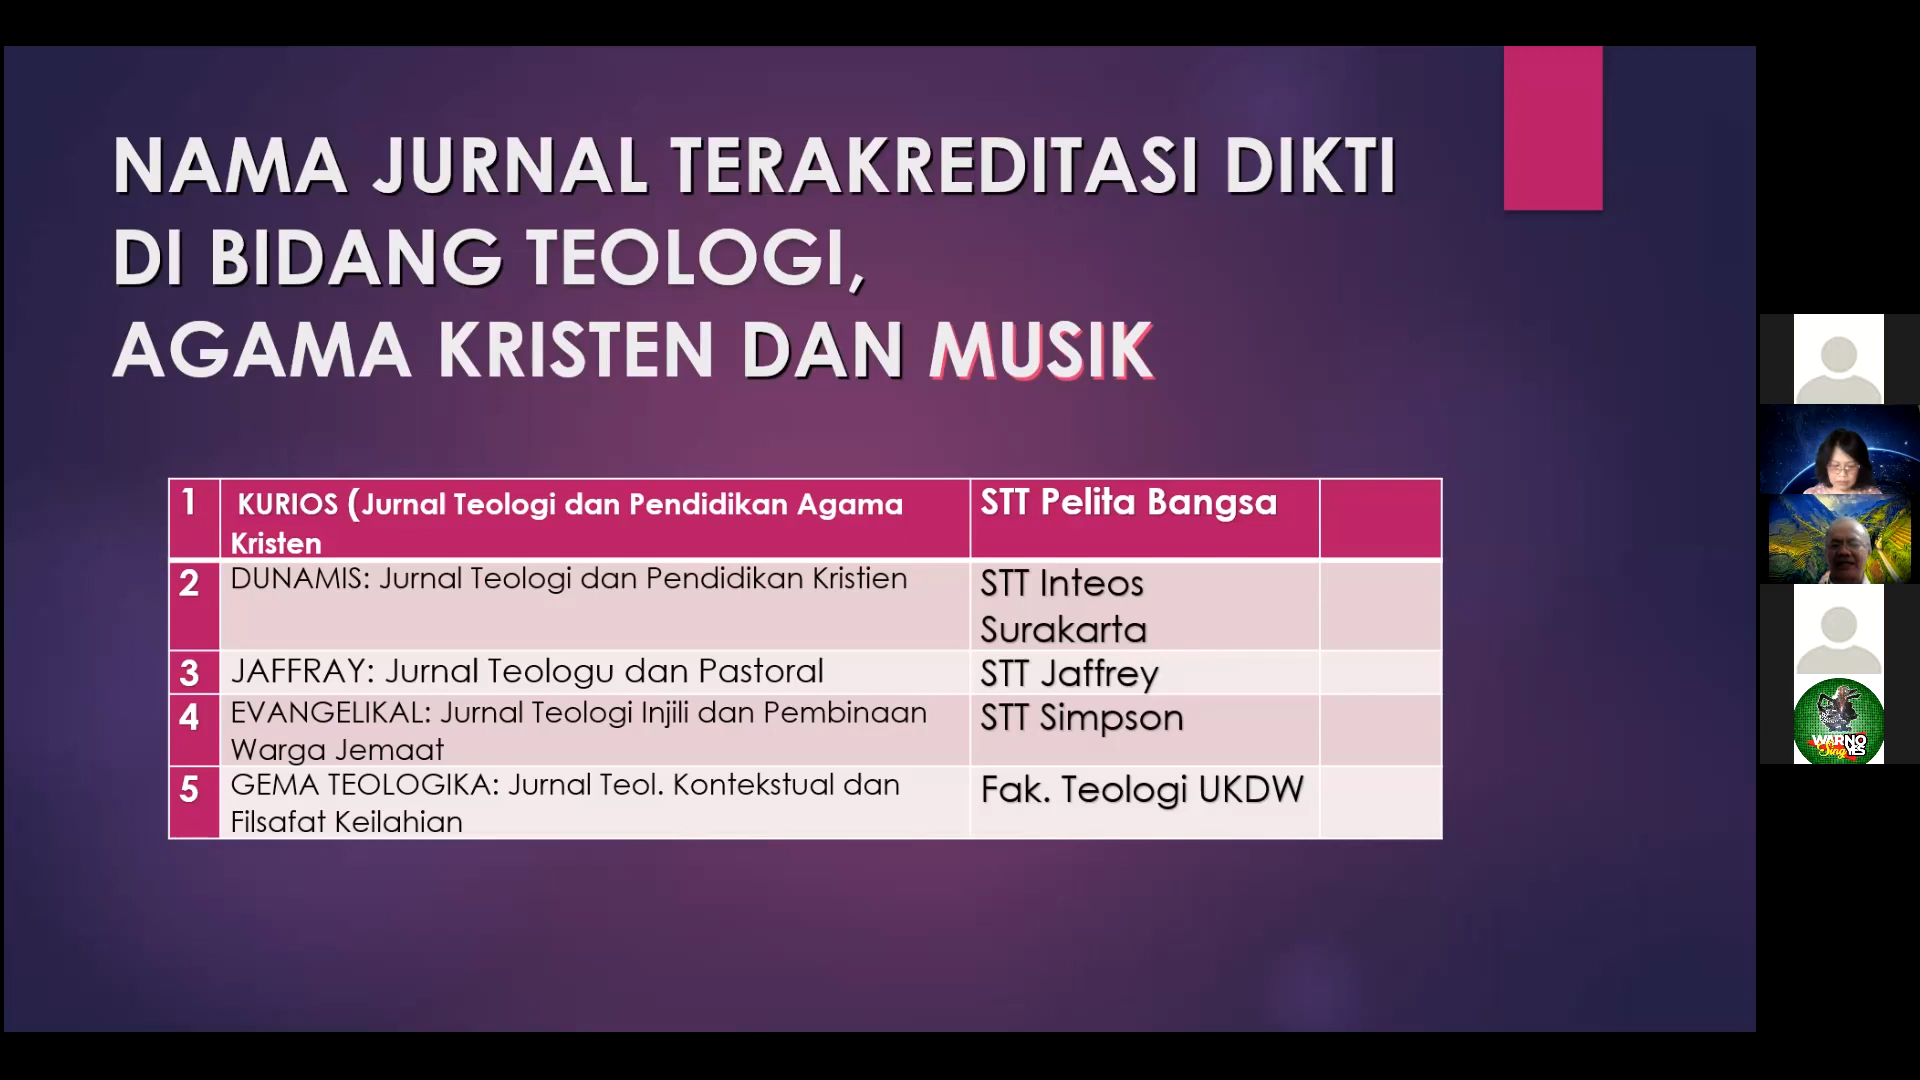 NAMA JURNAL TERAKREDITASI DIKTI
DI BIDANG TEOLOGI,
AGAMA KRISTEN DAN MUSIK
1 KURIOS (Jurnal Teologi dan Pendidikan Agama
Kristen
STT Pelita Bangsa
2 DUNAMIS: Jurnal Teologi dan Pendidikan Kristien
STT Inteos
Surakarta
3 JAFFRAY: Jurnal Teologu dan Pastoral
STT Jaffrey
4 EVANGELIKAL: Jurnal Teologi Injili dan Pembinaan
Warga Jemaat
STT Simpson
5 GEMA TEOLOGIKA: Jurnal Teol. Kontekstual dan
Filsafat Keilahian
Fak. Teologi UKDW
WARNO
Sing YES